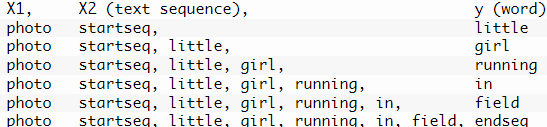 X1, X2 (text sequence), y (word)
photo startseq, little
photo startseq, little, girl
photo startseq, little, girl, running
photo startseq, little, girl, running, in
photo startseq, little, girl, running, in, field
photo startseq, little, girl, running, in, field, endseq